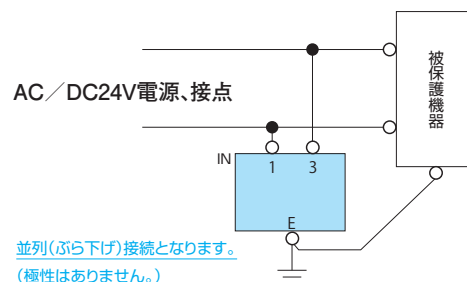 被保護機器
AC／DC24V電源、接点
IN
1 3
E
並列(ぶら下げ)接続となります。
(極性はありません。)